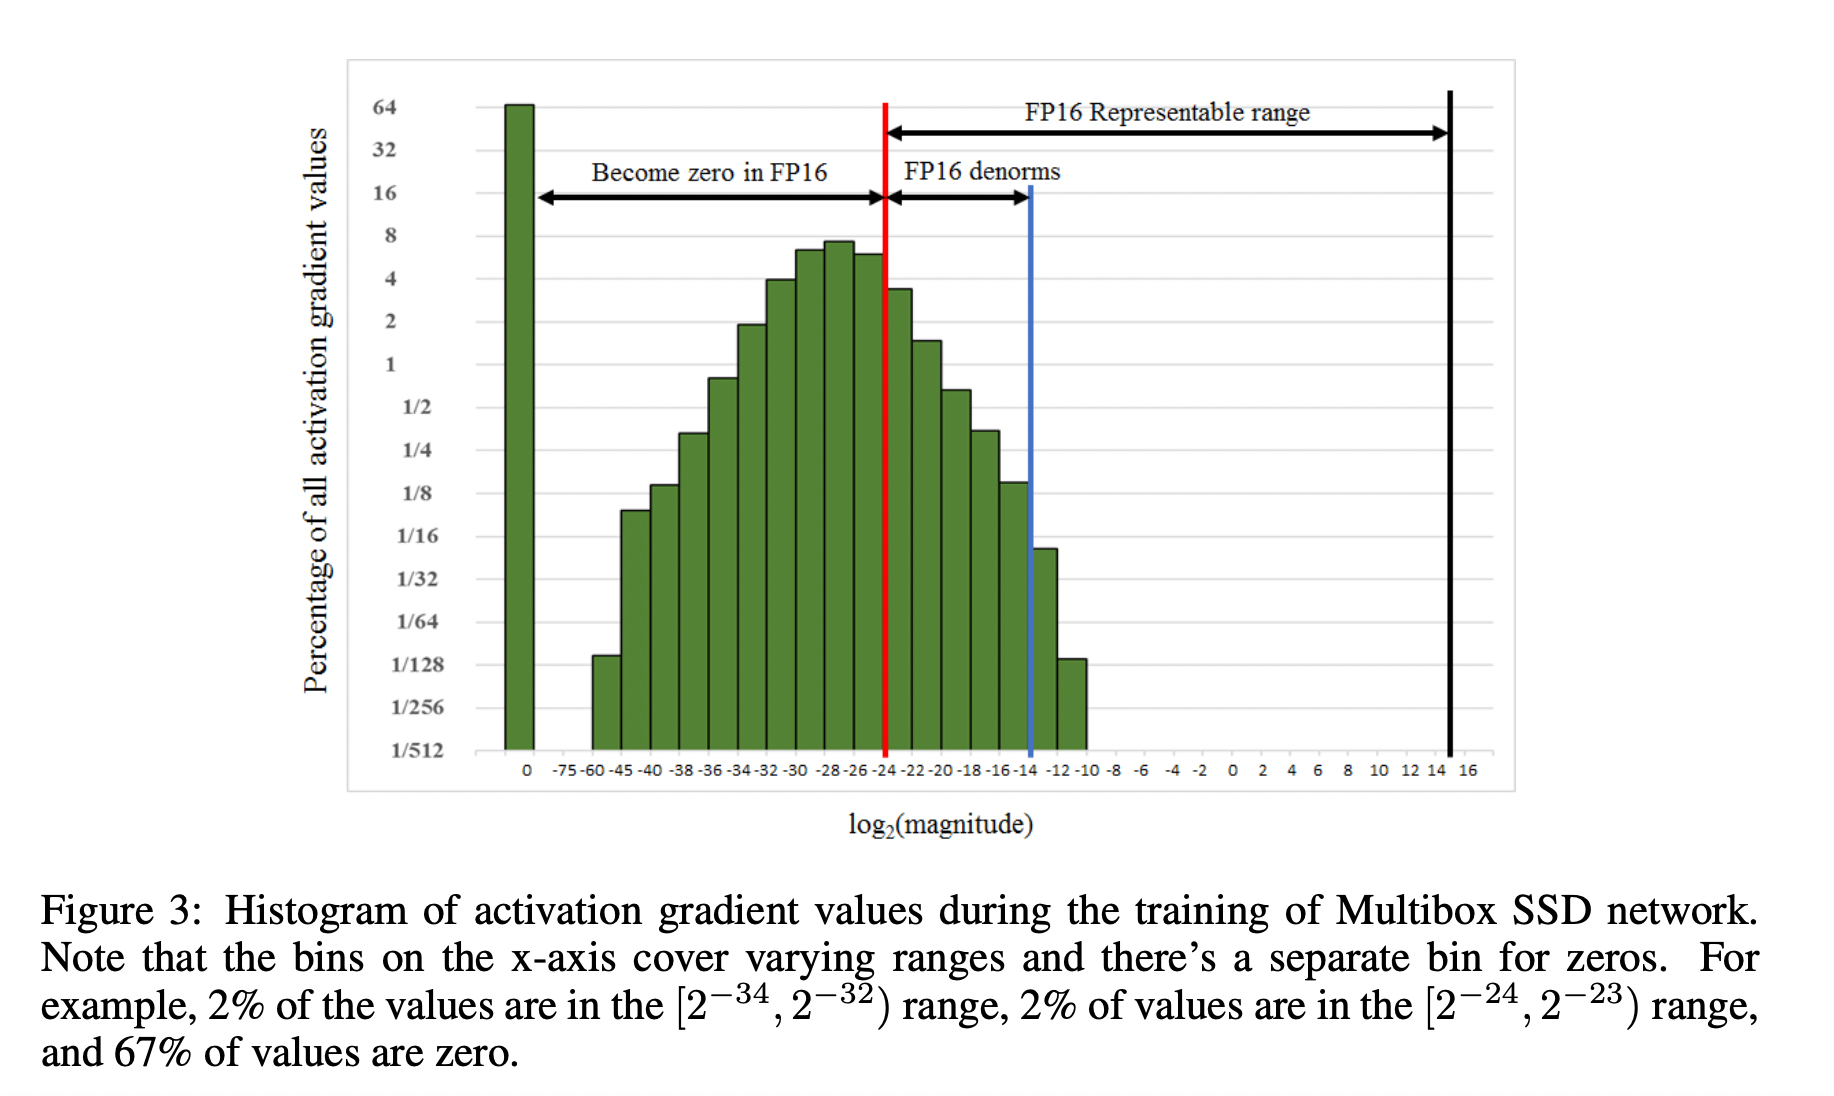 Percentage of all activation gradient values
64
32
16
8
4
2
1
1/2
1/4
1/8
1/16
1/32
1/64
1/128
1/256
1/512
FP16 Representable range
Become zero in FP16
FP16 denorms
0 -75 -60 -45 -40 -38 -36 -34 -32 -30 -28 -26 -24 -22 -20 -18 -16 -14 -12 -10 -8 -6 -4 -2 0 2 4 6 8 10 12 14 16
log₂(magnitude)
Figure 3: Histogram of activation gradient values during the training of Multibox SSD network.
Note that the bins on the x-axis cover varying ranges and there's a separate bin for zeros. For
example, 2% of the values are in the [2⁻³⁴, 2⁻³²) range, 2% of values are in the [2⁻²⁴, 2⁻²³) range,
and 67% of values are zero.